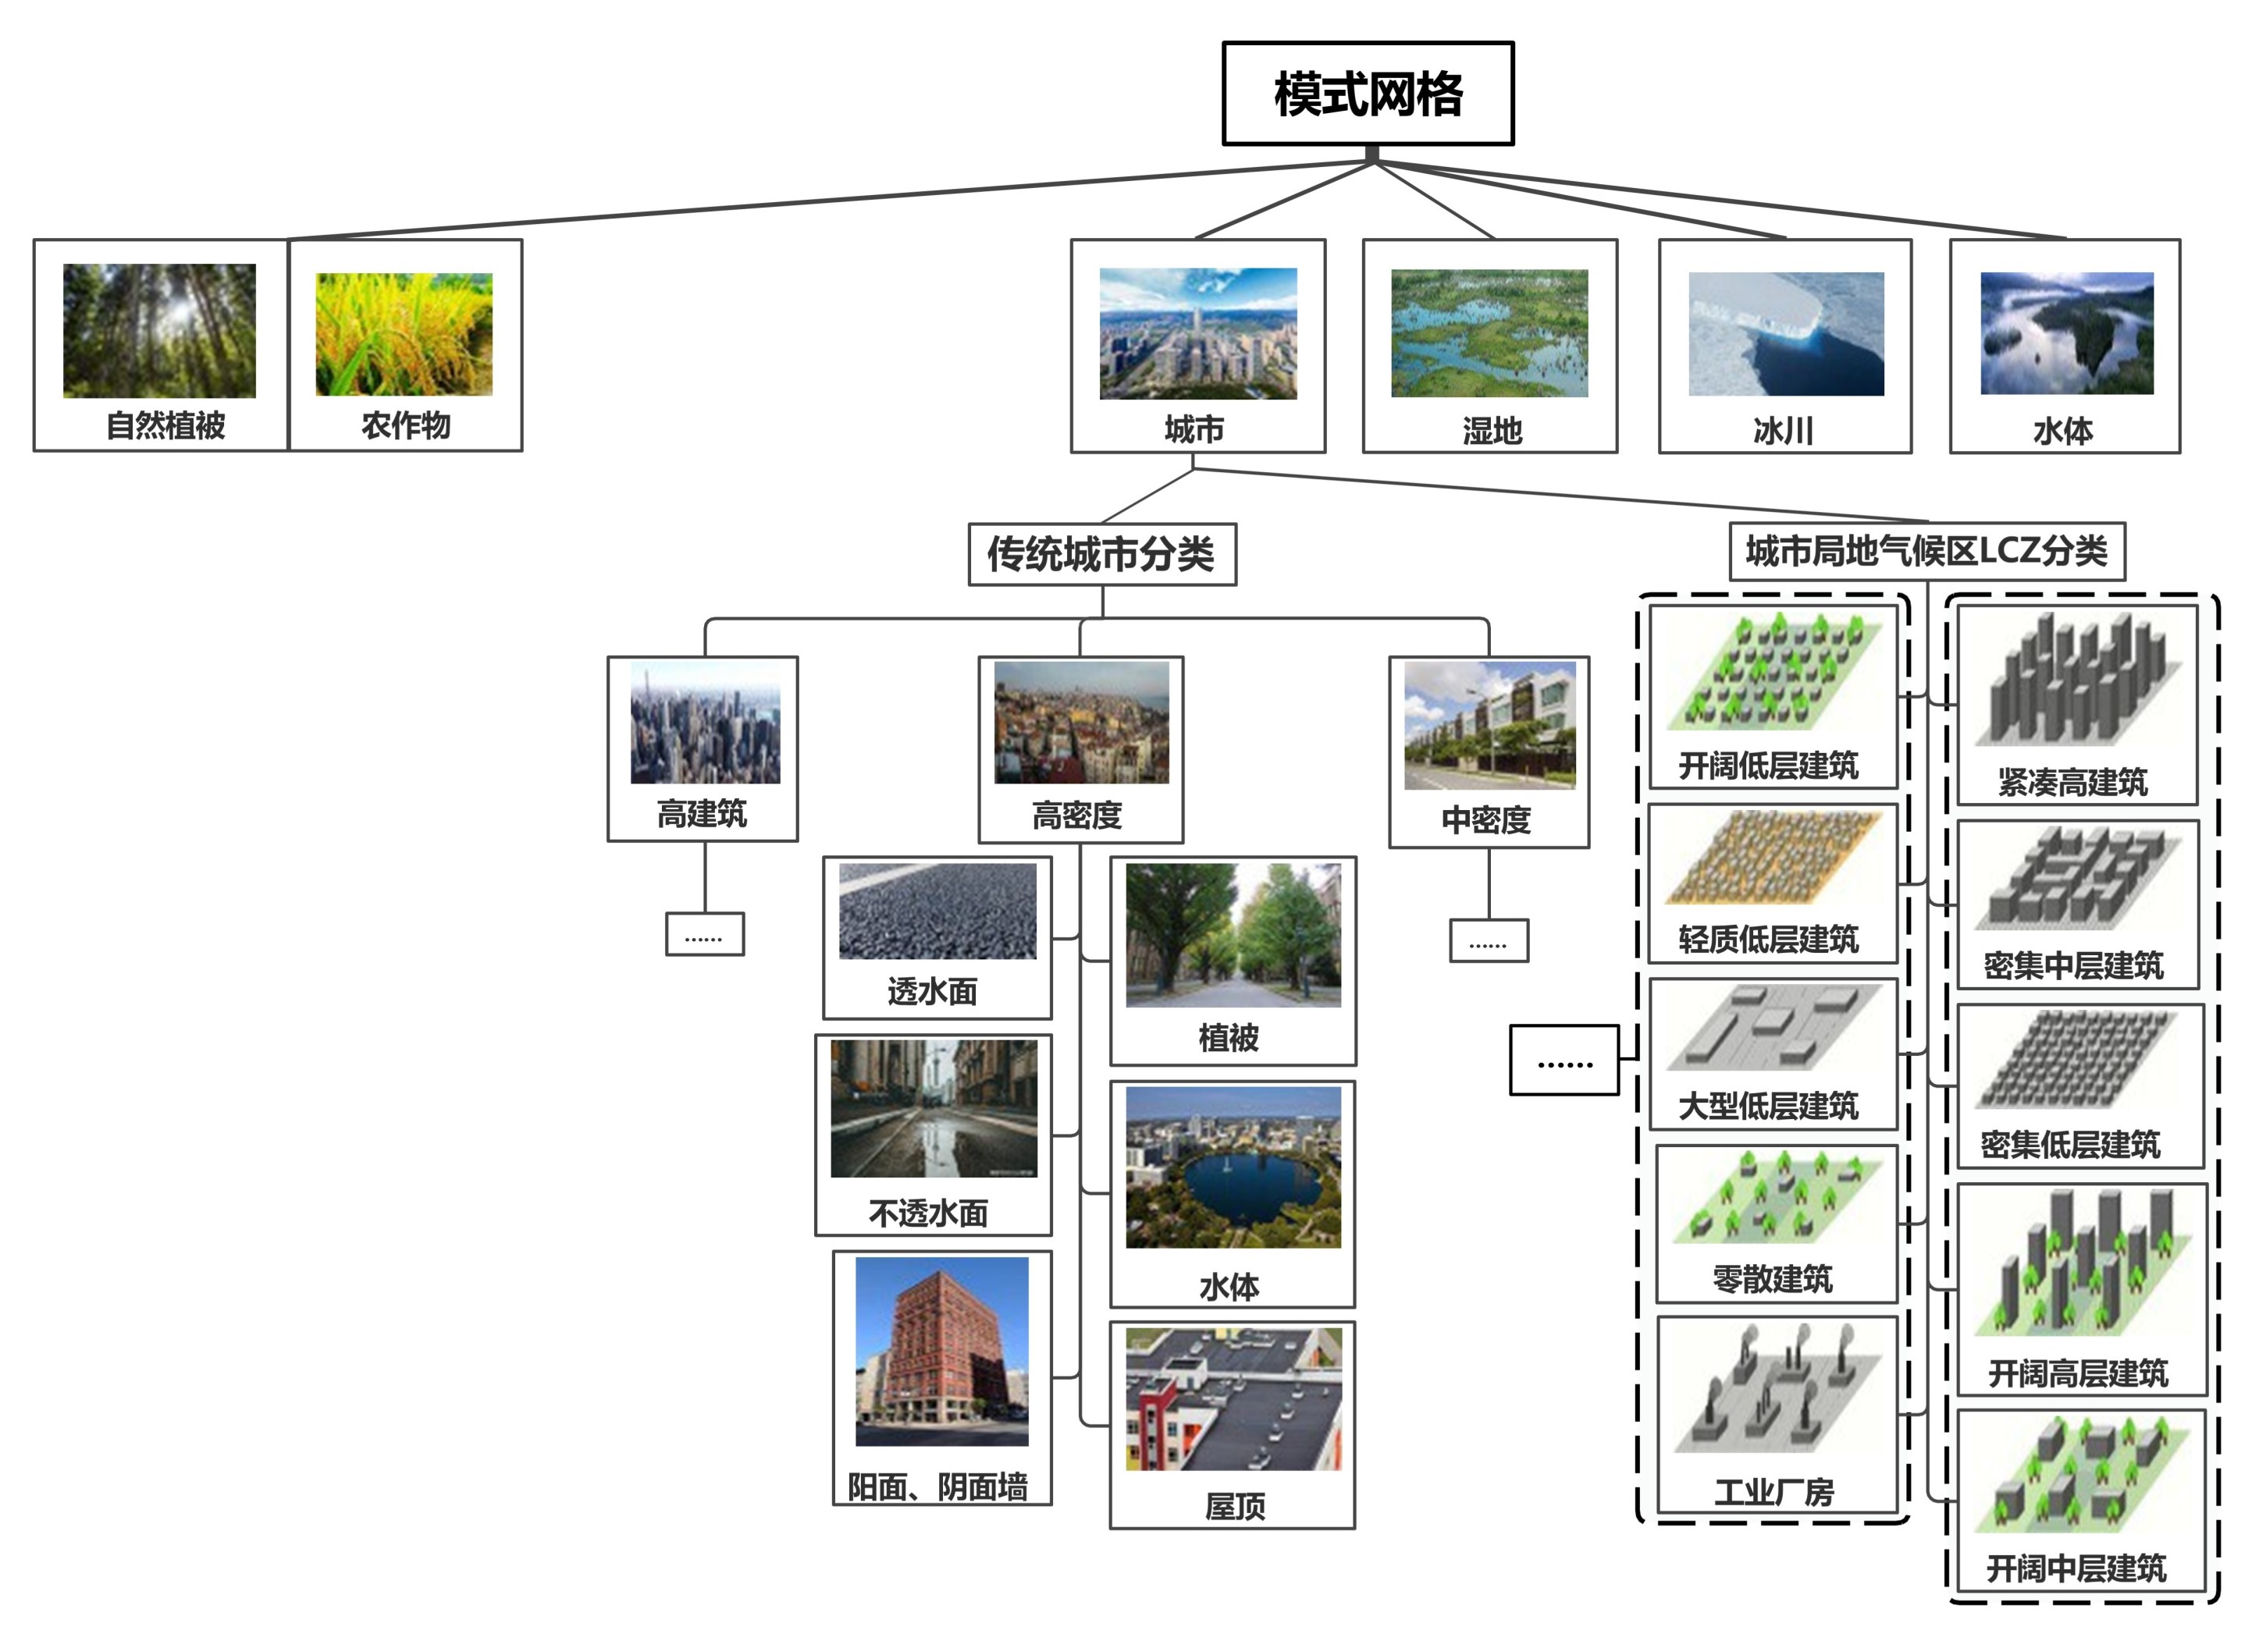 模式网格
自然植被
农作物
城市
湿地
冰川
水体
传统城市分类
城市局地气候区LCZ分类
高建筑
高密度
中密度
......
......
透水面
植被
不透水面
水体
阳面、阴面墙
屋顶
......
开阔低层建筑
紧凑高建筑
轻质低层建筑
密集中层建筑
大型低层建筑
密集低层建筑
零散建筑
开阔高层建筑
工业厂房
开阔中层建筑